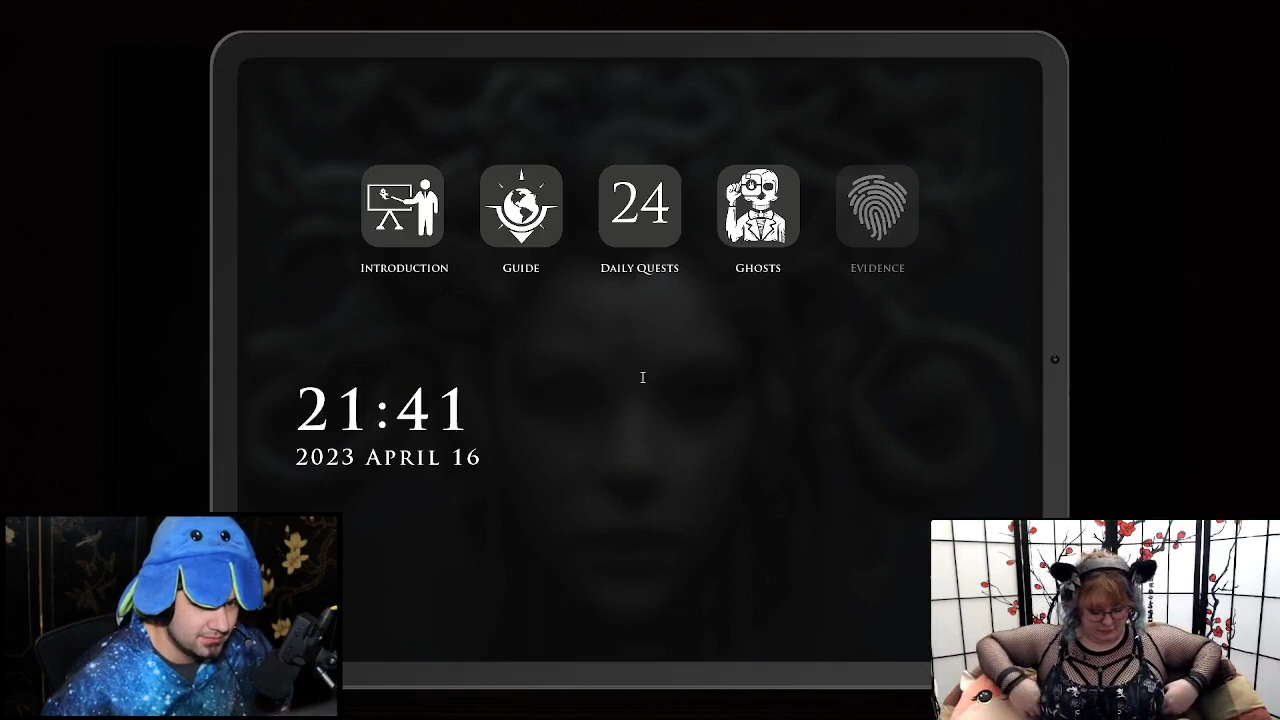 24
INTRODUCTION
GUIDE
DAILY QUESTS
GHOSTS
EVIDENCE
21:41
2023 APRIL 16